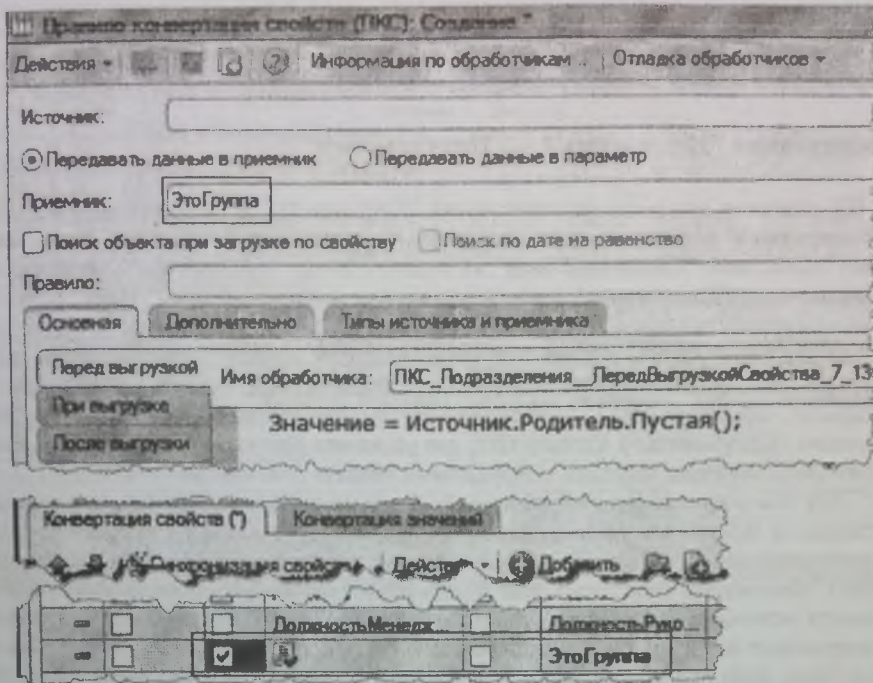 Правило конвертации свойств (ПКС): Создание *
Действия Информация по обработчикам ... Отладка обработчиков
Источник:
Передавать данные в приемник Передавать данные в параметр
Приемник: ЭтоГруппа
Поиск объекта при загрузке по свойству Поиск по дате на равенство
Правило:
Основная Дополнительно Типы источника и приемника
Перед выгрузкой Имя обработчика: ПКС_Подразделения__ПередВыгрузкойСвойства_7_13
При выгрузке
Значение = Источник.Родитель.Пустая();
После выгрузки
Конвертация свойств (*) Конвертация значений
Синхронизация свойств Действия Добавить
ДолжностьМенедж... ДолжностьРуко...
ЭтоГруппа